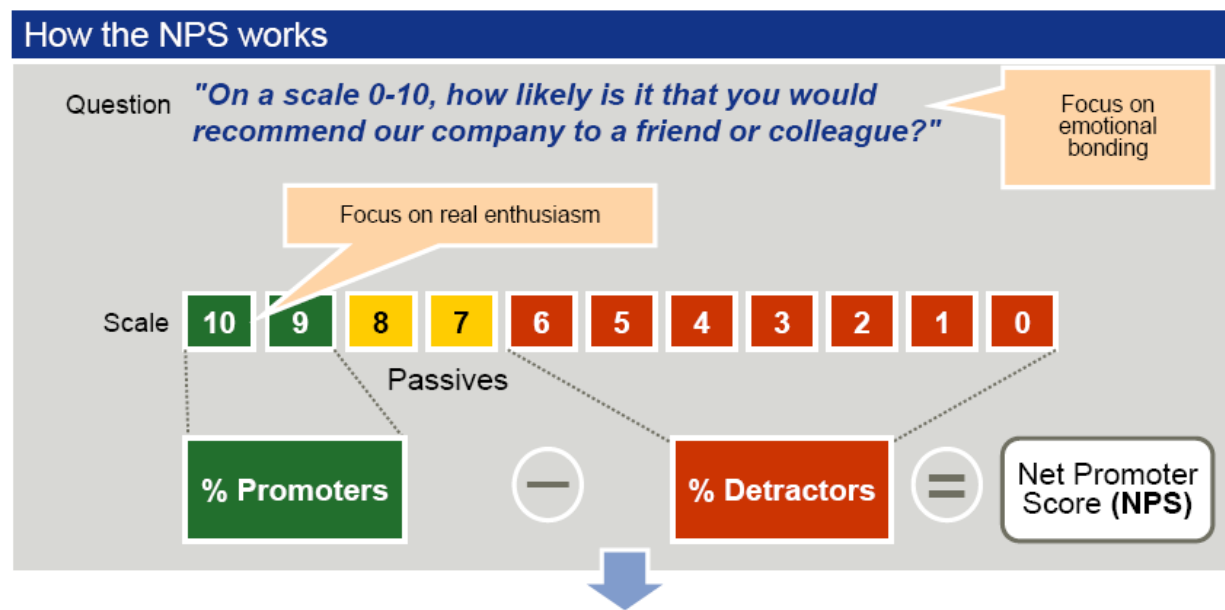 How the NPS works
Question
"On a scale 0-10, how likely is it that you would
recommend our company to a friend or colleague?"
Focus on
emotional
bonding
Focus on real enthusiasm
Scale
10 9 8 7 6 5 4 3 2 1 0
Passives
% Promoters
−
% Detractors
=
Net Promoter
Score (NPS)